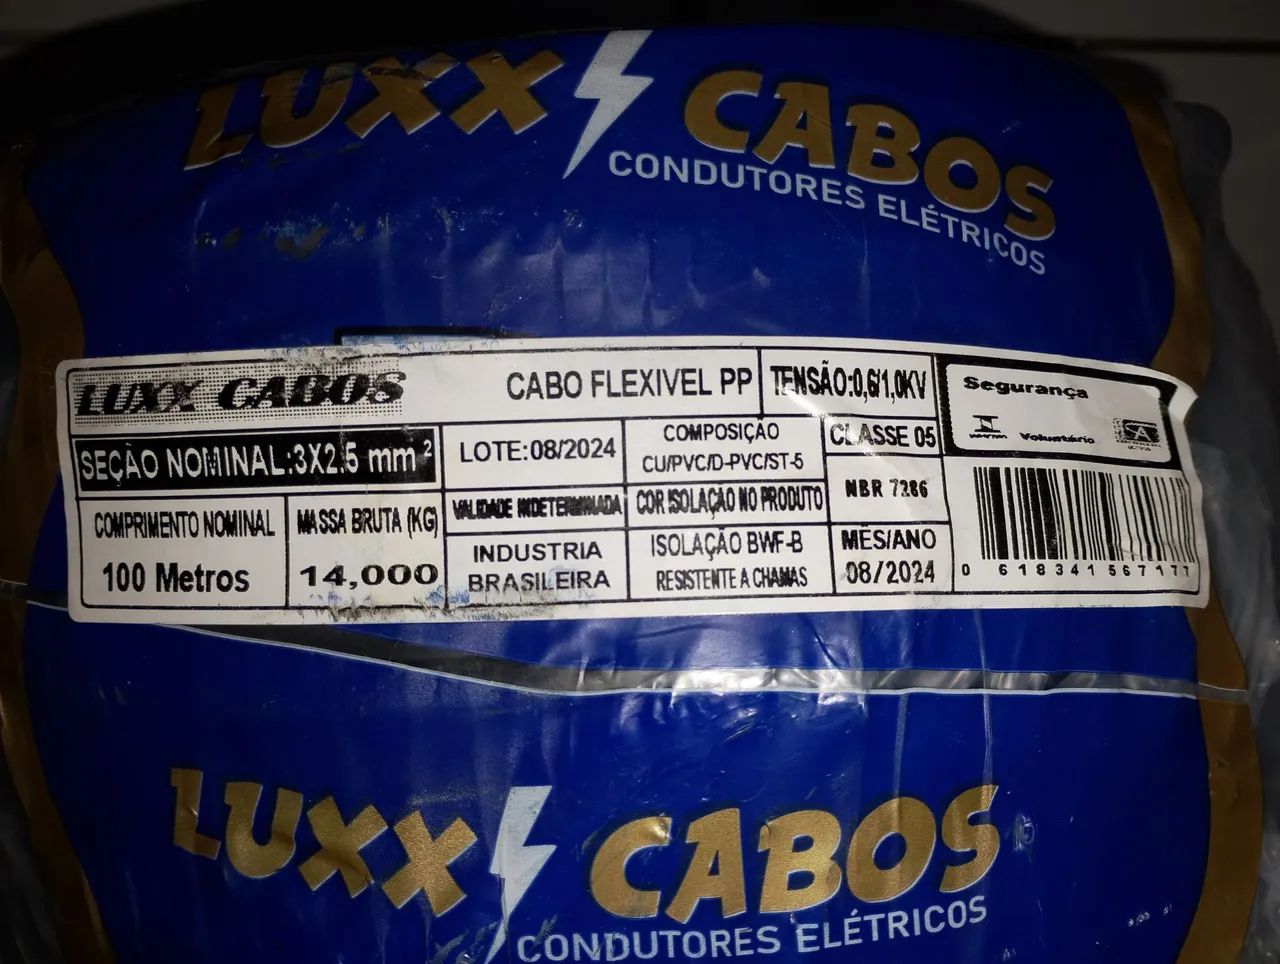 LUXX CABOS
CONDUTORES ELÉTRICOS
LUXX CABOS
CABO FLEXIVEL PP
TENSÃO:0,6/1,0KV
Segurança
Voluntário
SEÇÃO NOMINAL:3X2.5 mm²
LOTE:08/2024
COMPOSIÇÃO
CU/PVC/D-PVC/ST-5
CLASSE 05
COMPRIMENTO NOMINAL
100 Metros
MASSA BRUTA (KG)
14,000
VALIDADE INDETERMINADA
COR ISOLAÇÃO NO PRODUTO
NBR 7286
INDUSTRIA
BRASILEIRA
ISOLAÇÃO BWF-B
RESISTENTE A CHAMAS
MES/ANO
08/2024
0 618341567177
LUXX CABOS
CONDUTORES ELÉTRICOS